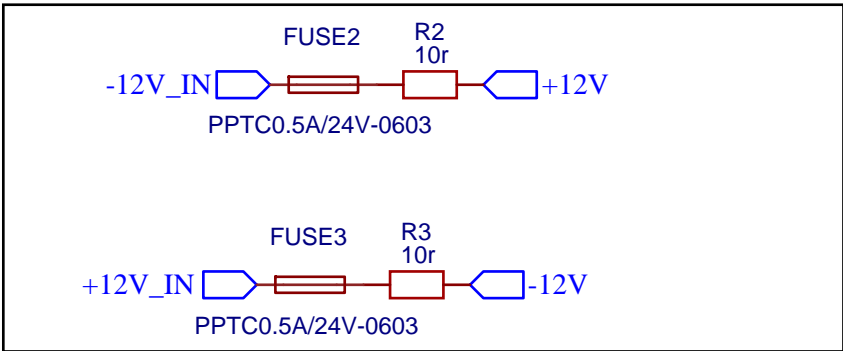 FUSE2
R2
10r
-12V_IN
+12V
PPTC0.5A/24V-0603
FUSE3
R3
10r
+12V_IN
-12V
PPTC0.5A/24V-0603